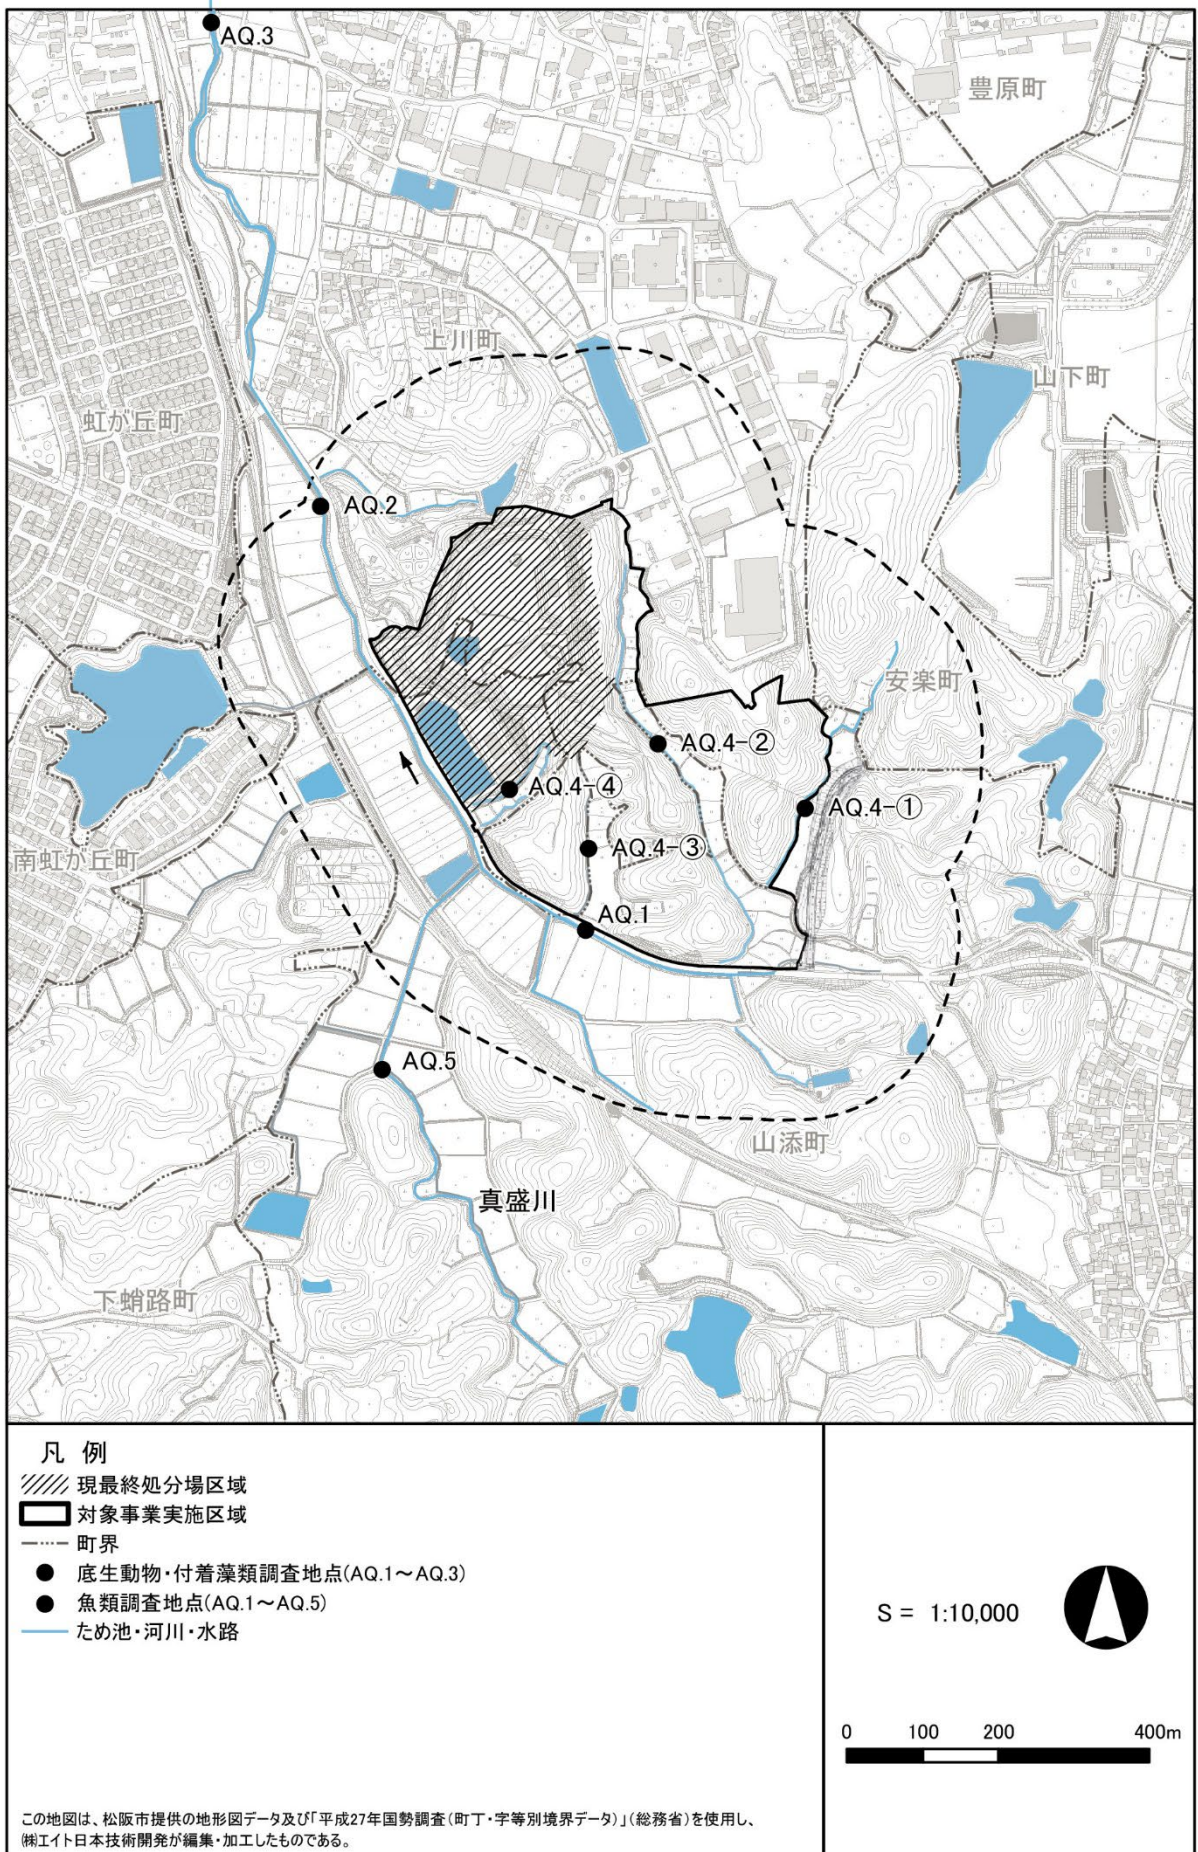 AQ.3
豊原町
上川町
山下町
虹が丘町
AQ.2
安楽町
AQ.4-②
AQ.4-④
AQ.4-①
AQ.4-③
南虹が丘町
AQ.1
AQ.5
山添町
真盛川
下蛸路町
凡 例
現最終処分場区域
対象事業実施区域
町界
底生動物・付着藻類調査地点(AQ.1～AQ.3)
魚類調査地点(AQ.1～AQ.5)
ため池・河川・水路
S = 1:10,000
0 100 200 400m
この地図は、松阪市提供の地形図データ及び「平成27年国勢調査(町丁・字等別境界データ)」(総務省)を使用し、
㈱エイト日本技術開発が編集・加工したものである。